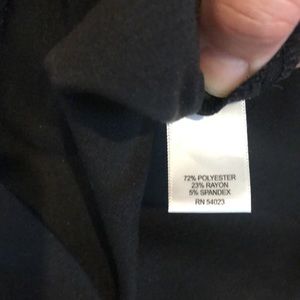 72% POLYESTER
23% RAYON
5% SPANDEX
RN 54023